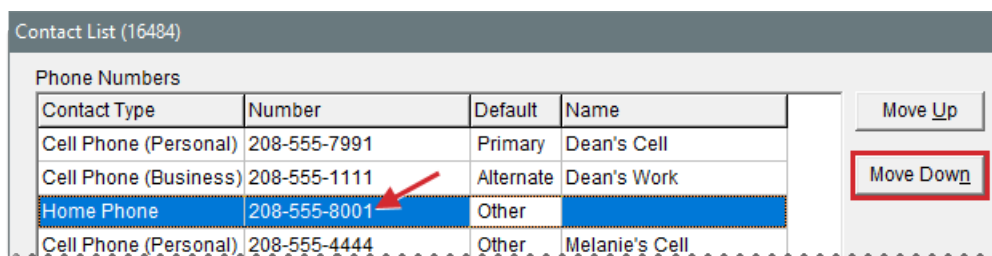 Contact List (16484)
Phone Numbers
Contact Type Number Default Name
Cell Phone (Personal) 208-555-7991 Primary Dean's Cell
Cell Phone (Business) 208-555-1111 Alternate Dean's Work
Home Phone 208-555-8001 Other
Cell Phone (Personal) 208-555-4444 Other Melanie's Cell
Move Up
Move Down